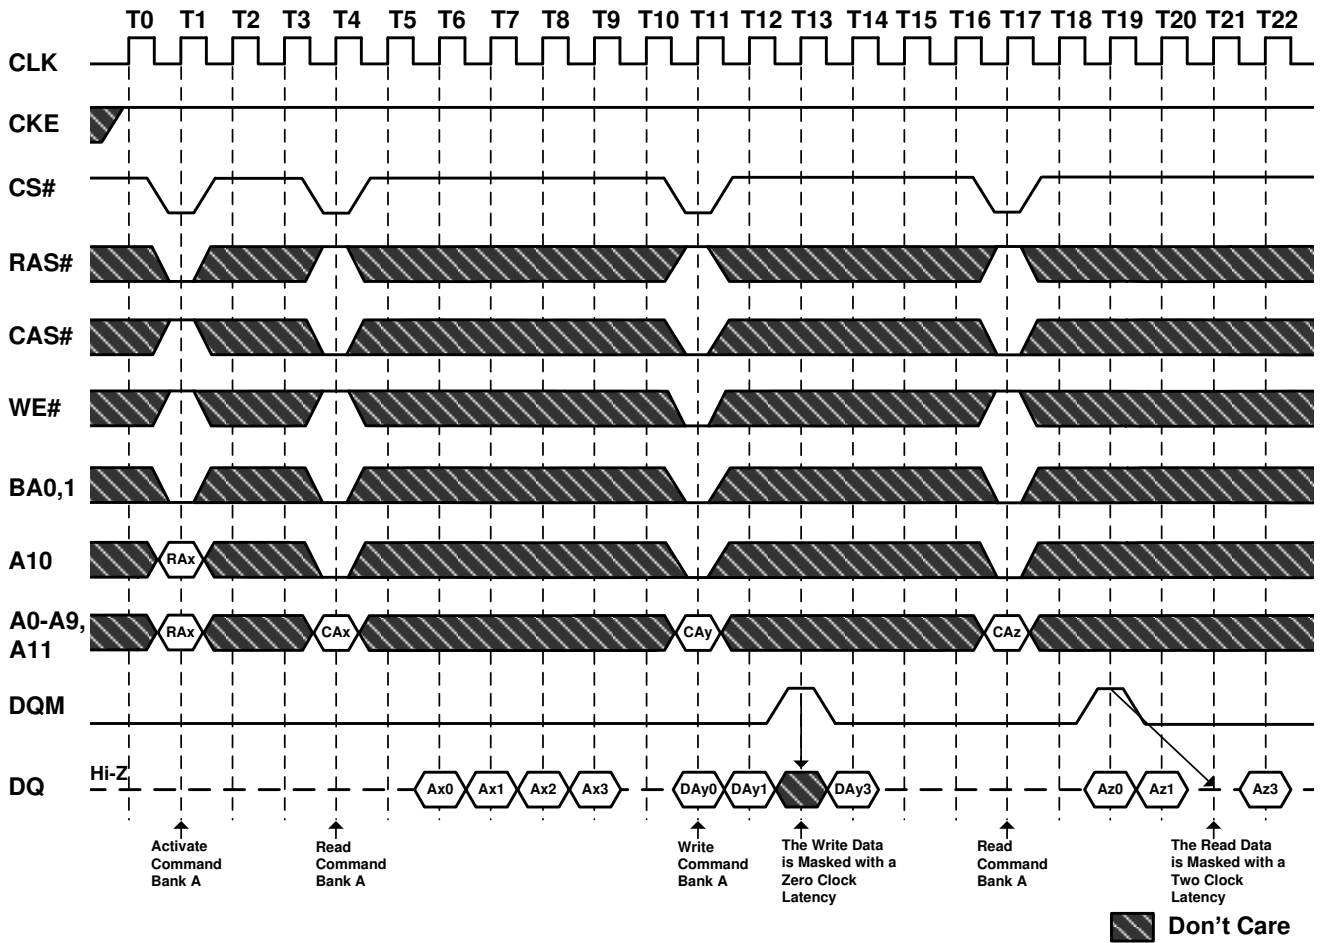 T0 T1 T2 T3 T4 T5 T6 T7 T8 T9 T10 T11 T12 T13 T14 T15 T16 T17 T18 T19 T20 T21 T22
CLK
CKE
CS#
RAS#
CAS#
WE#
BA0,1
A10 RAx
A0-A9,
A11
RAx CAx CAy CAz
DQM
Hi-Z
DQ Ax0 Ax1 Ax2 Ax3 DAy0 DAy1 DAy3 Az0 Az1 Az3
Activate
Command
Bank A
Read
Command
Bank A
Write
Command
Bank A
The Write Data
is Masked with a
Zero Clock
Latency
Read
Command
Bank A
The Read Data
is Masked with a
Two Clock
Latency
Don't Care